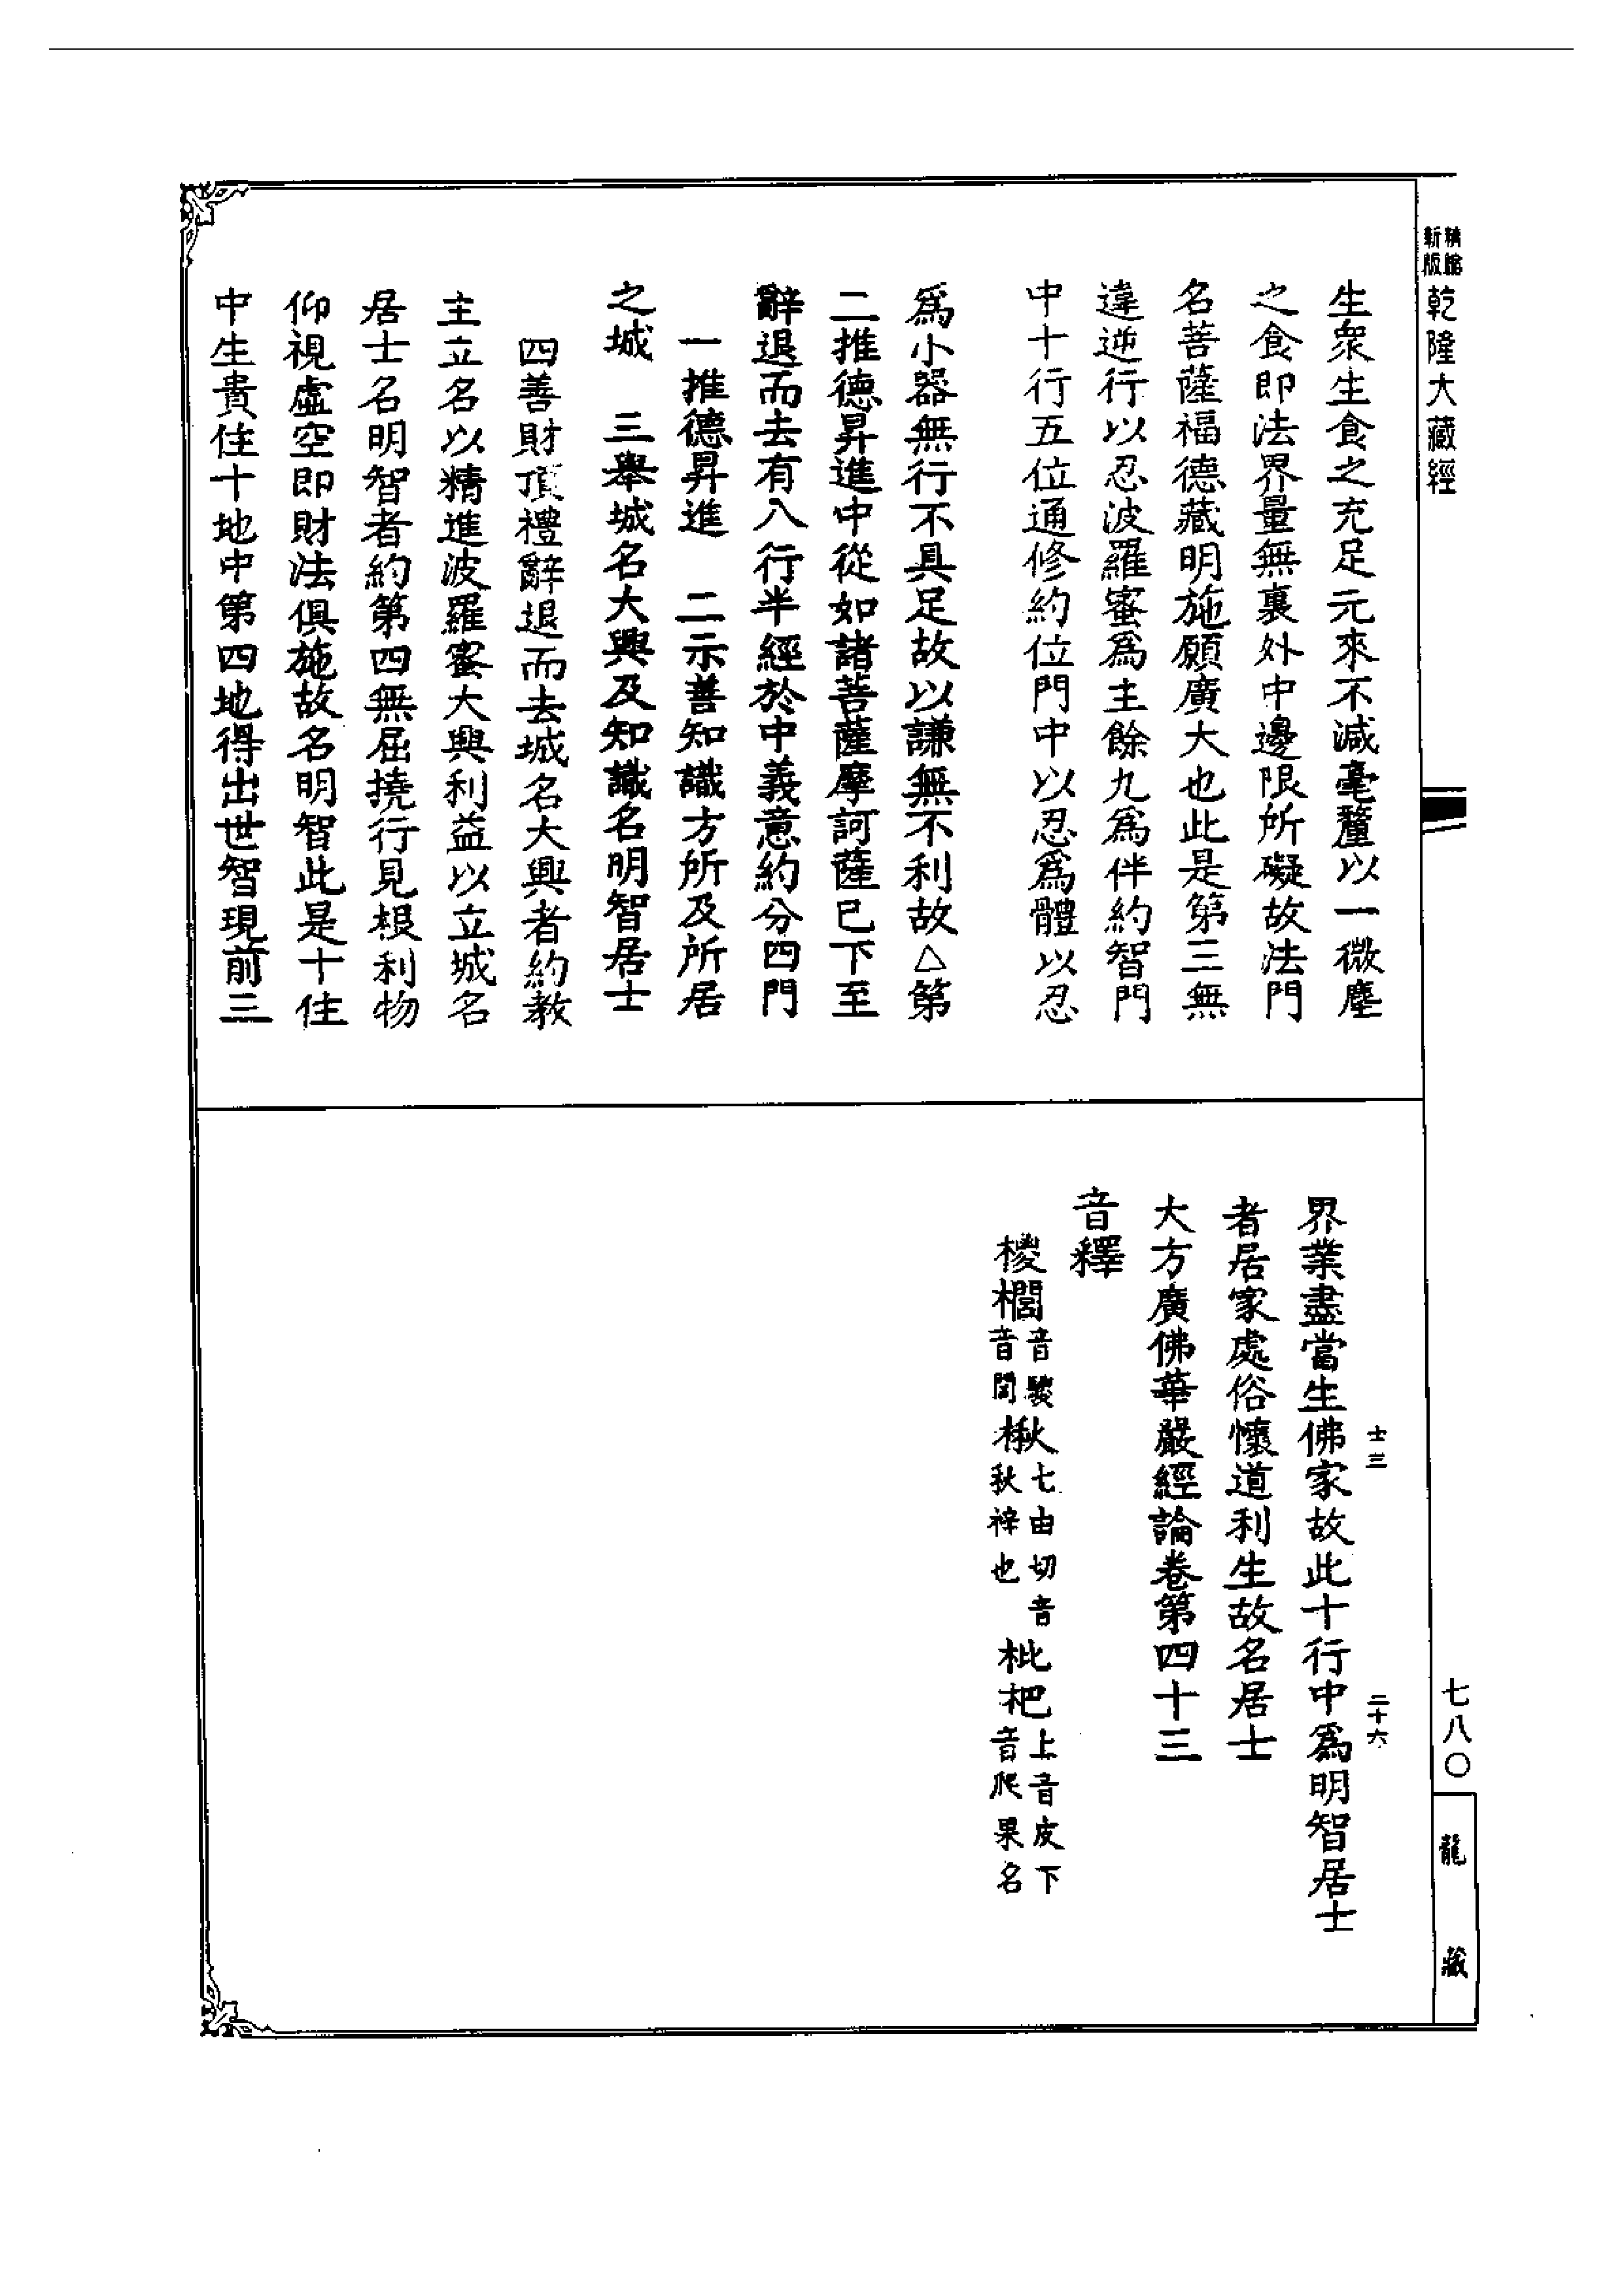 精縮新版
乾隆大藏經
生衆生食之充足元來不減毫釐以一微塵
之食即法界量無裏外中邊限所礙故法門
名菩薩福德藏明施願廣大也此是第三無
違逆行以忍波羅蜜爲主餘九爲伴約智門
中十行五位通修約位門中以忍爲體以忍
爲小器無行不具足故以謙無不利故△第
二推德昇進中從如諸菩薩摩訶薩已下至
辭退而去有八行半經於中義意約分四門
一推德昇進　二示善知識方所及所居
之城　三舉城名大興及知識名明智居士
四善財頂禮辭退而去城名大興者約教
主立名以精進波羅蜜大興利益以立城名
居士名明智者約第四無屈撓行見根利物
仰視虛空即財法俱施故名明智此是十住
中生貴住十地中第四地得出世智現前三
士三
二十六
界業盡當生佛家故此十行中爲明智居士
者居家處俗懷道利生故名居士
大方廣佛華嚴經論卷第四十三
音釋
椶櫚音騣音閭楸七由切音秋梓也枇杷上音皮下音爬果名
七八〇
龍藏